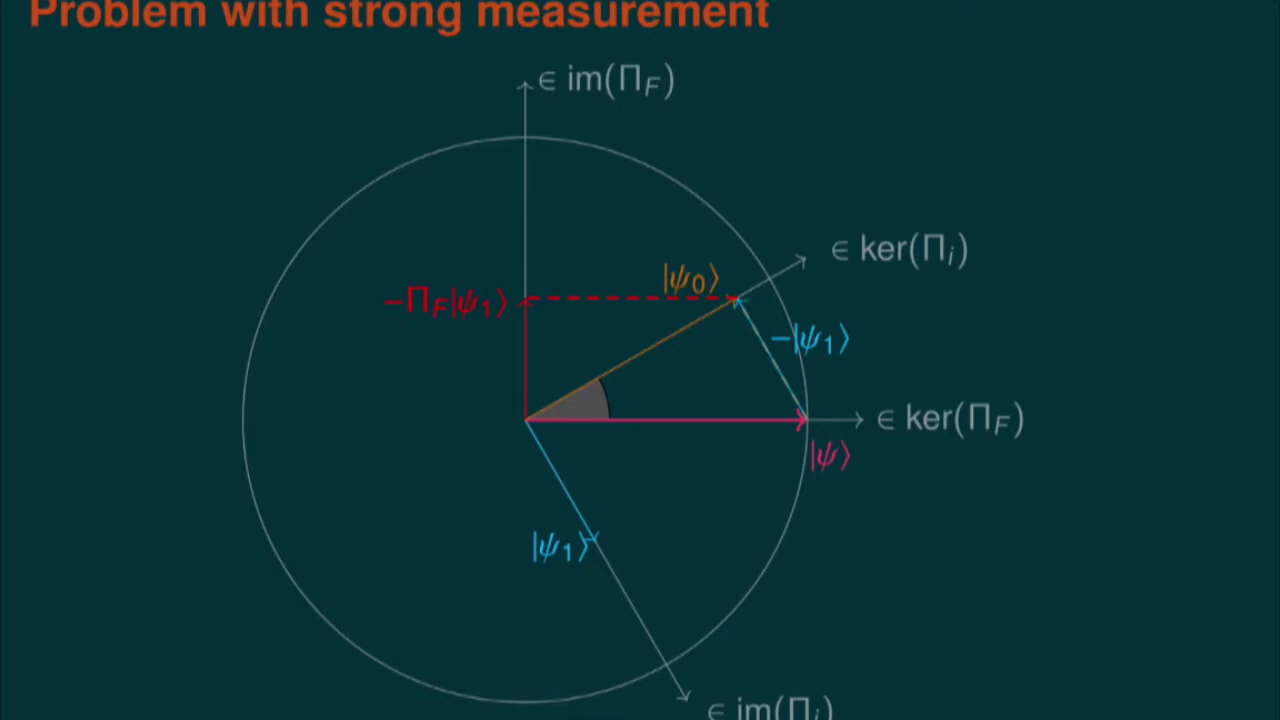 Problem with strong measurement
∈ im(Π_F)
∈ ker(Π_i)
|ψ_0⟩
−Π_F|ψ_1⟩
−|ψ_1⟩
∈ ker(Π_F)
|ψ⟩
|ψ_1⟩
∈ im(Π_i)